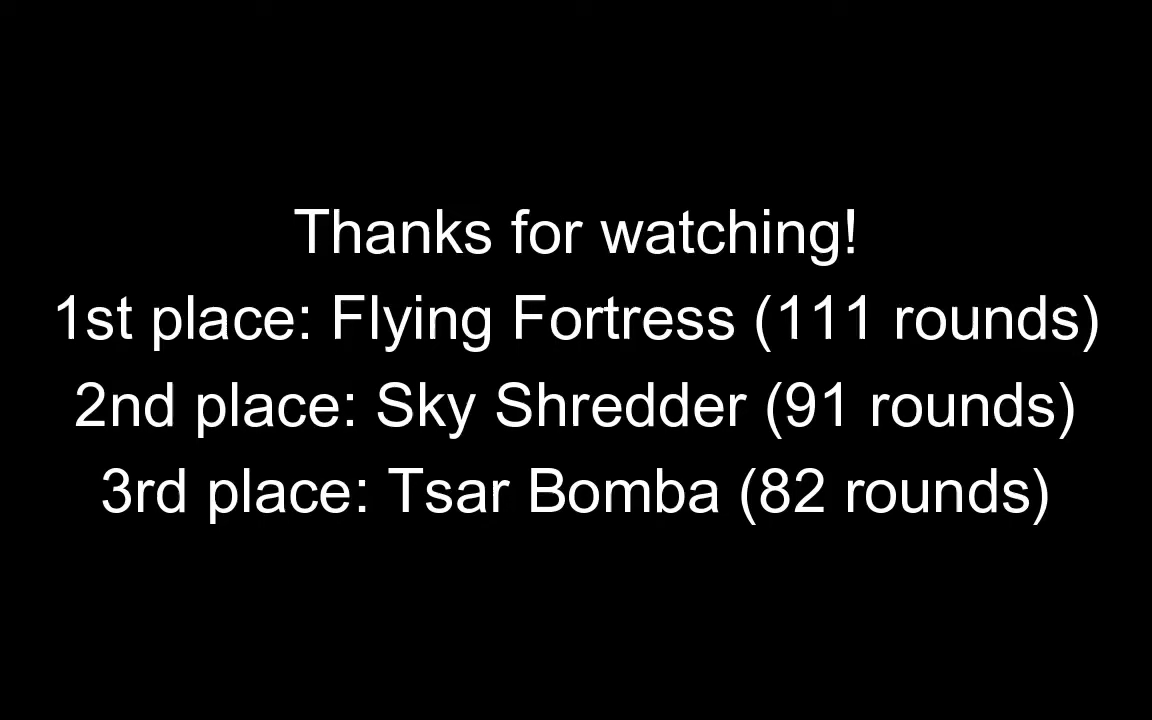 Thanks for watching!
1st place: Flying Fortress (111 rounds)
2nd place: Sky Shredder (91 rounds)
3rd place: Tsar Bomba (82 rounds)